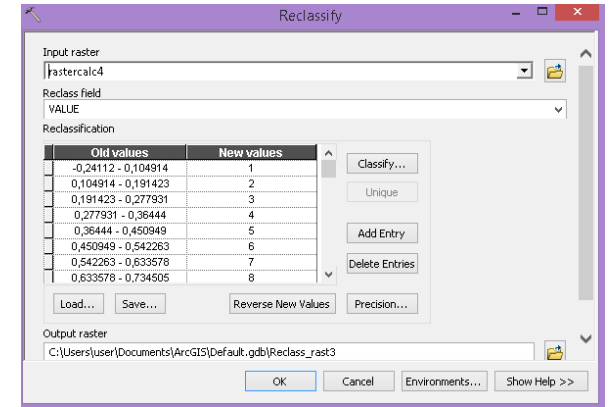 Reclassify
Input raster
rastercalc4
Reclass field
VALUE
Reclassification
Old values New values
-0,24112 - 0,104914 1
0,104914 - 0,191423 2
0,191423 - 0,277931 3
0,277931 - 0,36444 4
0,36444 - 0,450949 5
0,450949 - 0,542263 6
0,542263 - 0,633578 7
0,633578 - 0,734505 8
Classify...
Unique
Add Entry
Delete Entries
Load... Save... Reverse New Values Precision...
Output raster
C:\Users\user\Documents\ArcGIS\Default.gdb\Reclass_rast3
OK Cancel Environments... Show Help >>